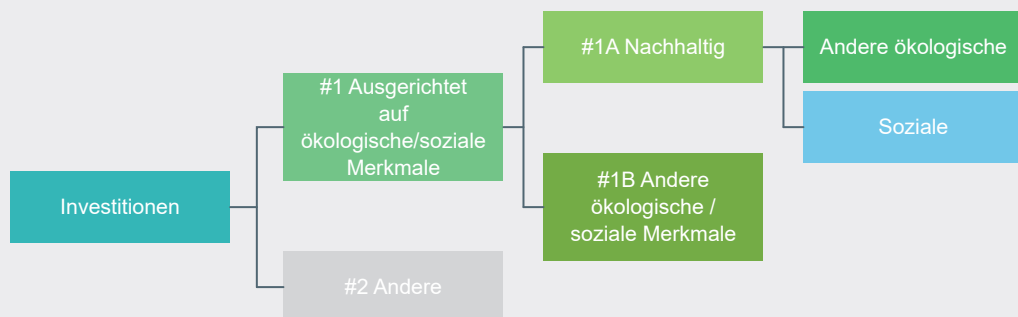 Investitionen
#1 Ausgerichtet
auf
ökologische/soziale
Merkmale
#2 Andere
#1A Nachhaltig
#1B Andere
ökologische /
soziale Merkmale
Andere ökologische
Soziale